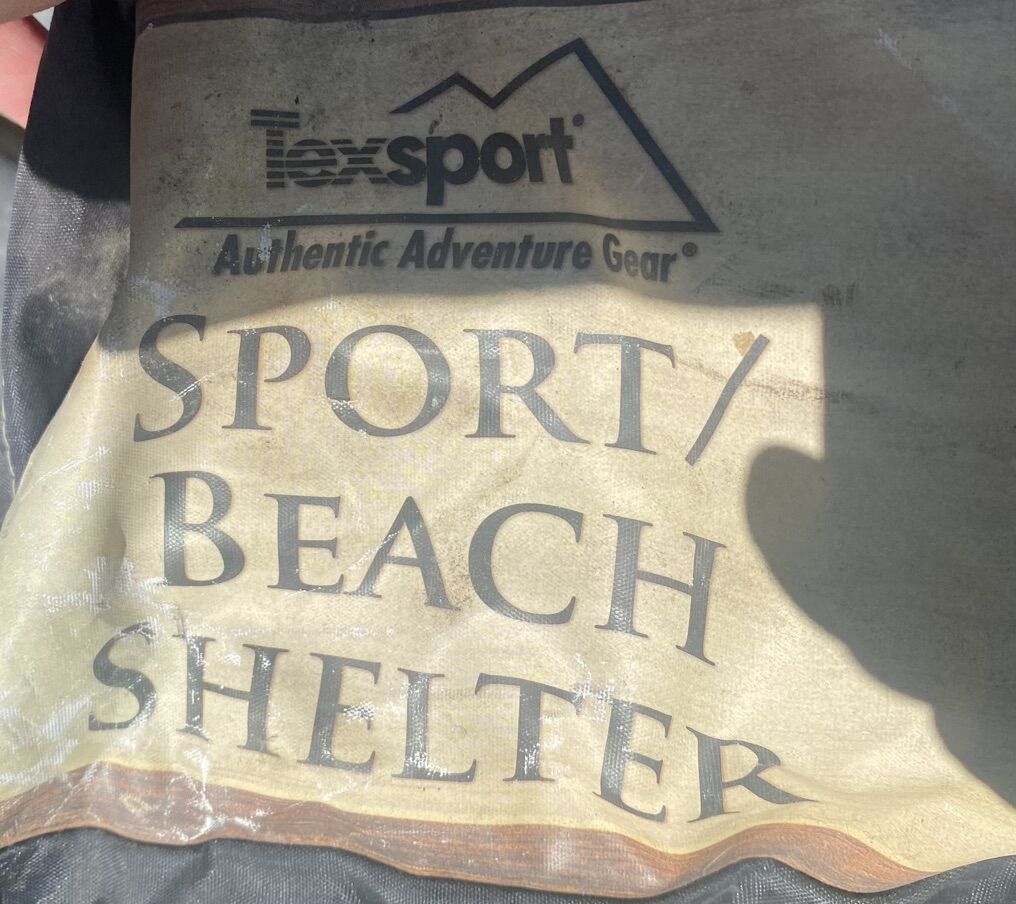 Texsport®
Authentic Adventure Gear®
SPORT/
BEACH
SHELTER